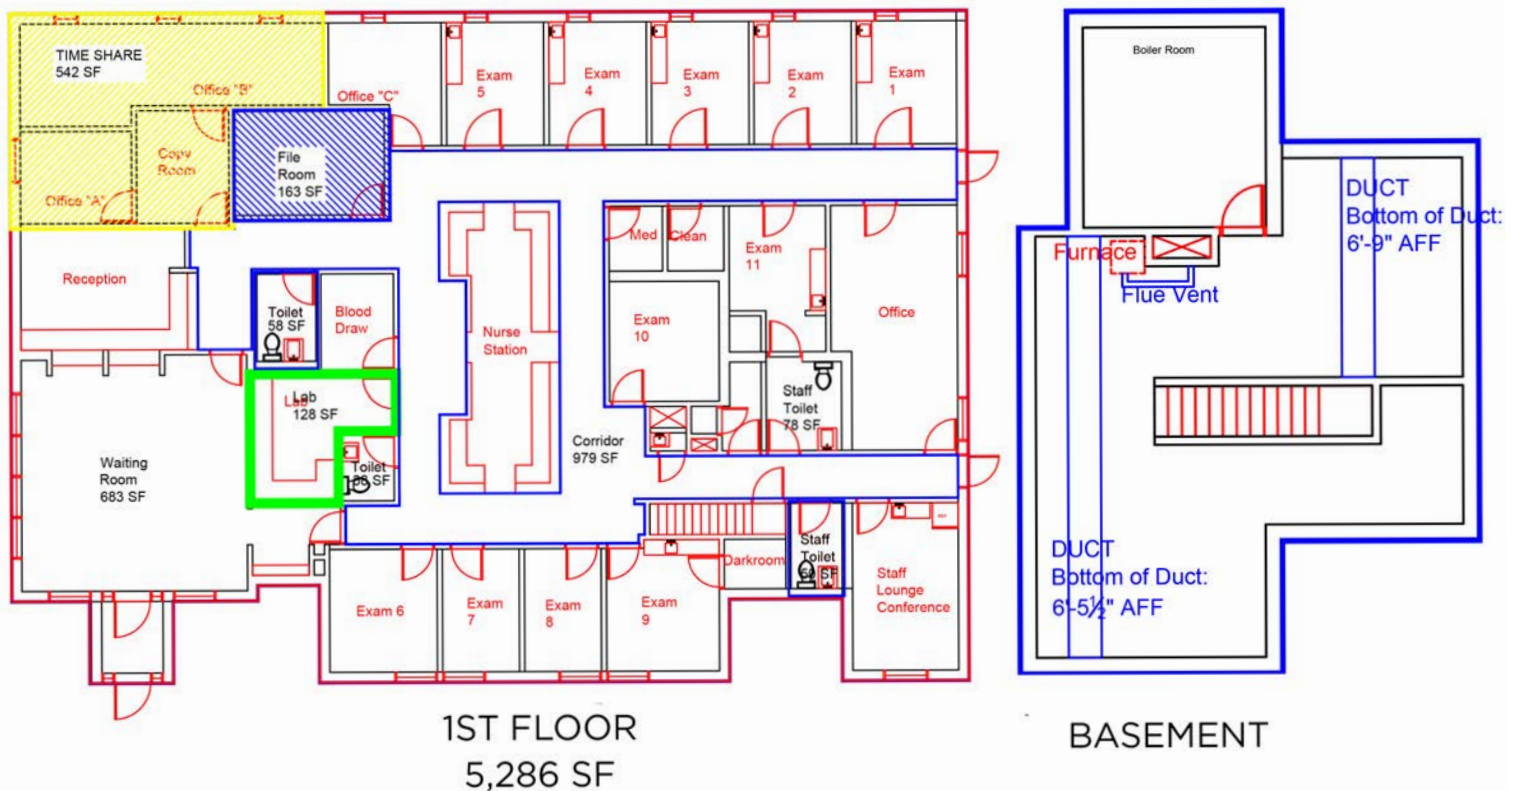 TIME SHARE
542 SF
Office "B"
Office "C"
Exam
5
Exam
4
Exam
3
Exam
2
Exam
1
Copy
Room
File
Room
163 SF
Office "A"
Reception
Toilet
58 SF
Blood
Draw
Nurse
Station
Med
Clean
Exam
11
Exam
10
Office
Lab
Lab
128 SF
Staff
Toilet
78 SF
Corridor
979 SF
Waiting
Room
683 SF
Toilet
SF
Exam 6
Exam
7
Exam
8
Exam
9
Darkroom
Staff
Toilet
SF
Staff
Lounge
Conference
1ST FLOOR
5,286 SF
Boiler Room
DUCT
Bottom of Duct:
6'-9" AFF
Furnace
Flue Vent
DUCT
Bottom of Duct:
6'-5½" AFF
BASEMENT